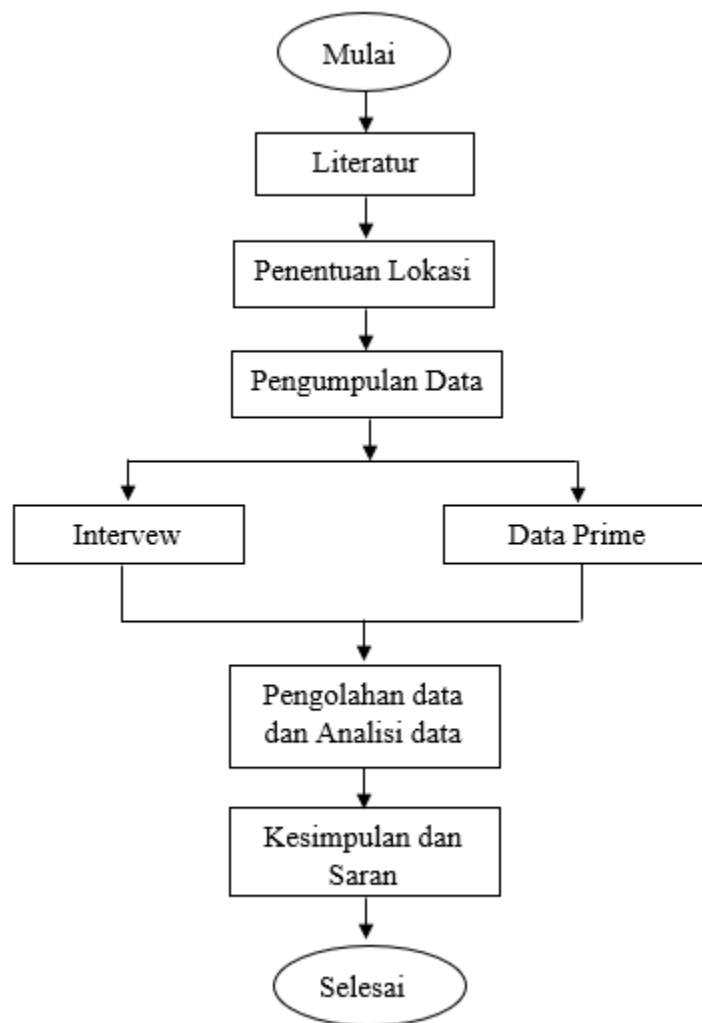 Mulai
Literatur
Penentuan Lokasi
Pengumpulan Data
Intervew
Data Prime
Pengolahan data
dan Analisi data
Kesimpulan dan
Saran
Selesai